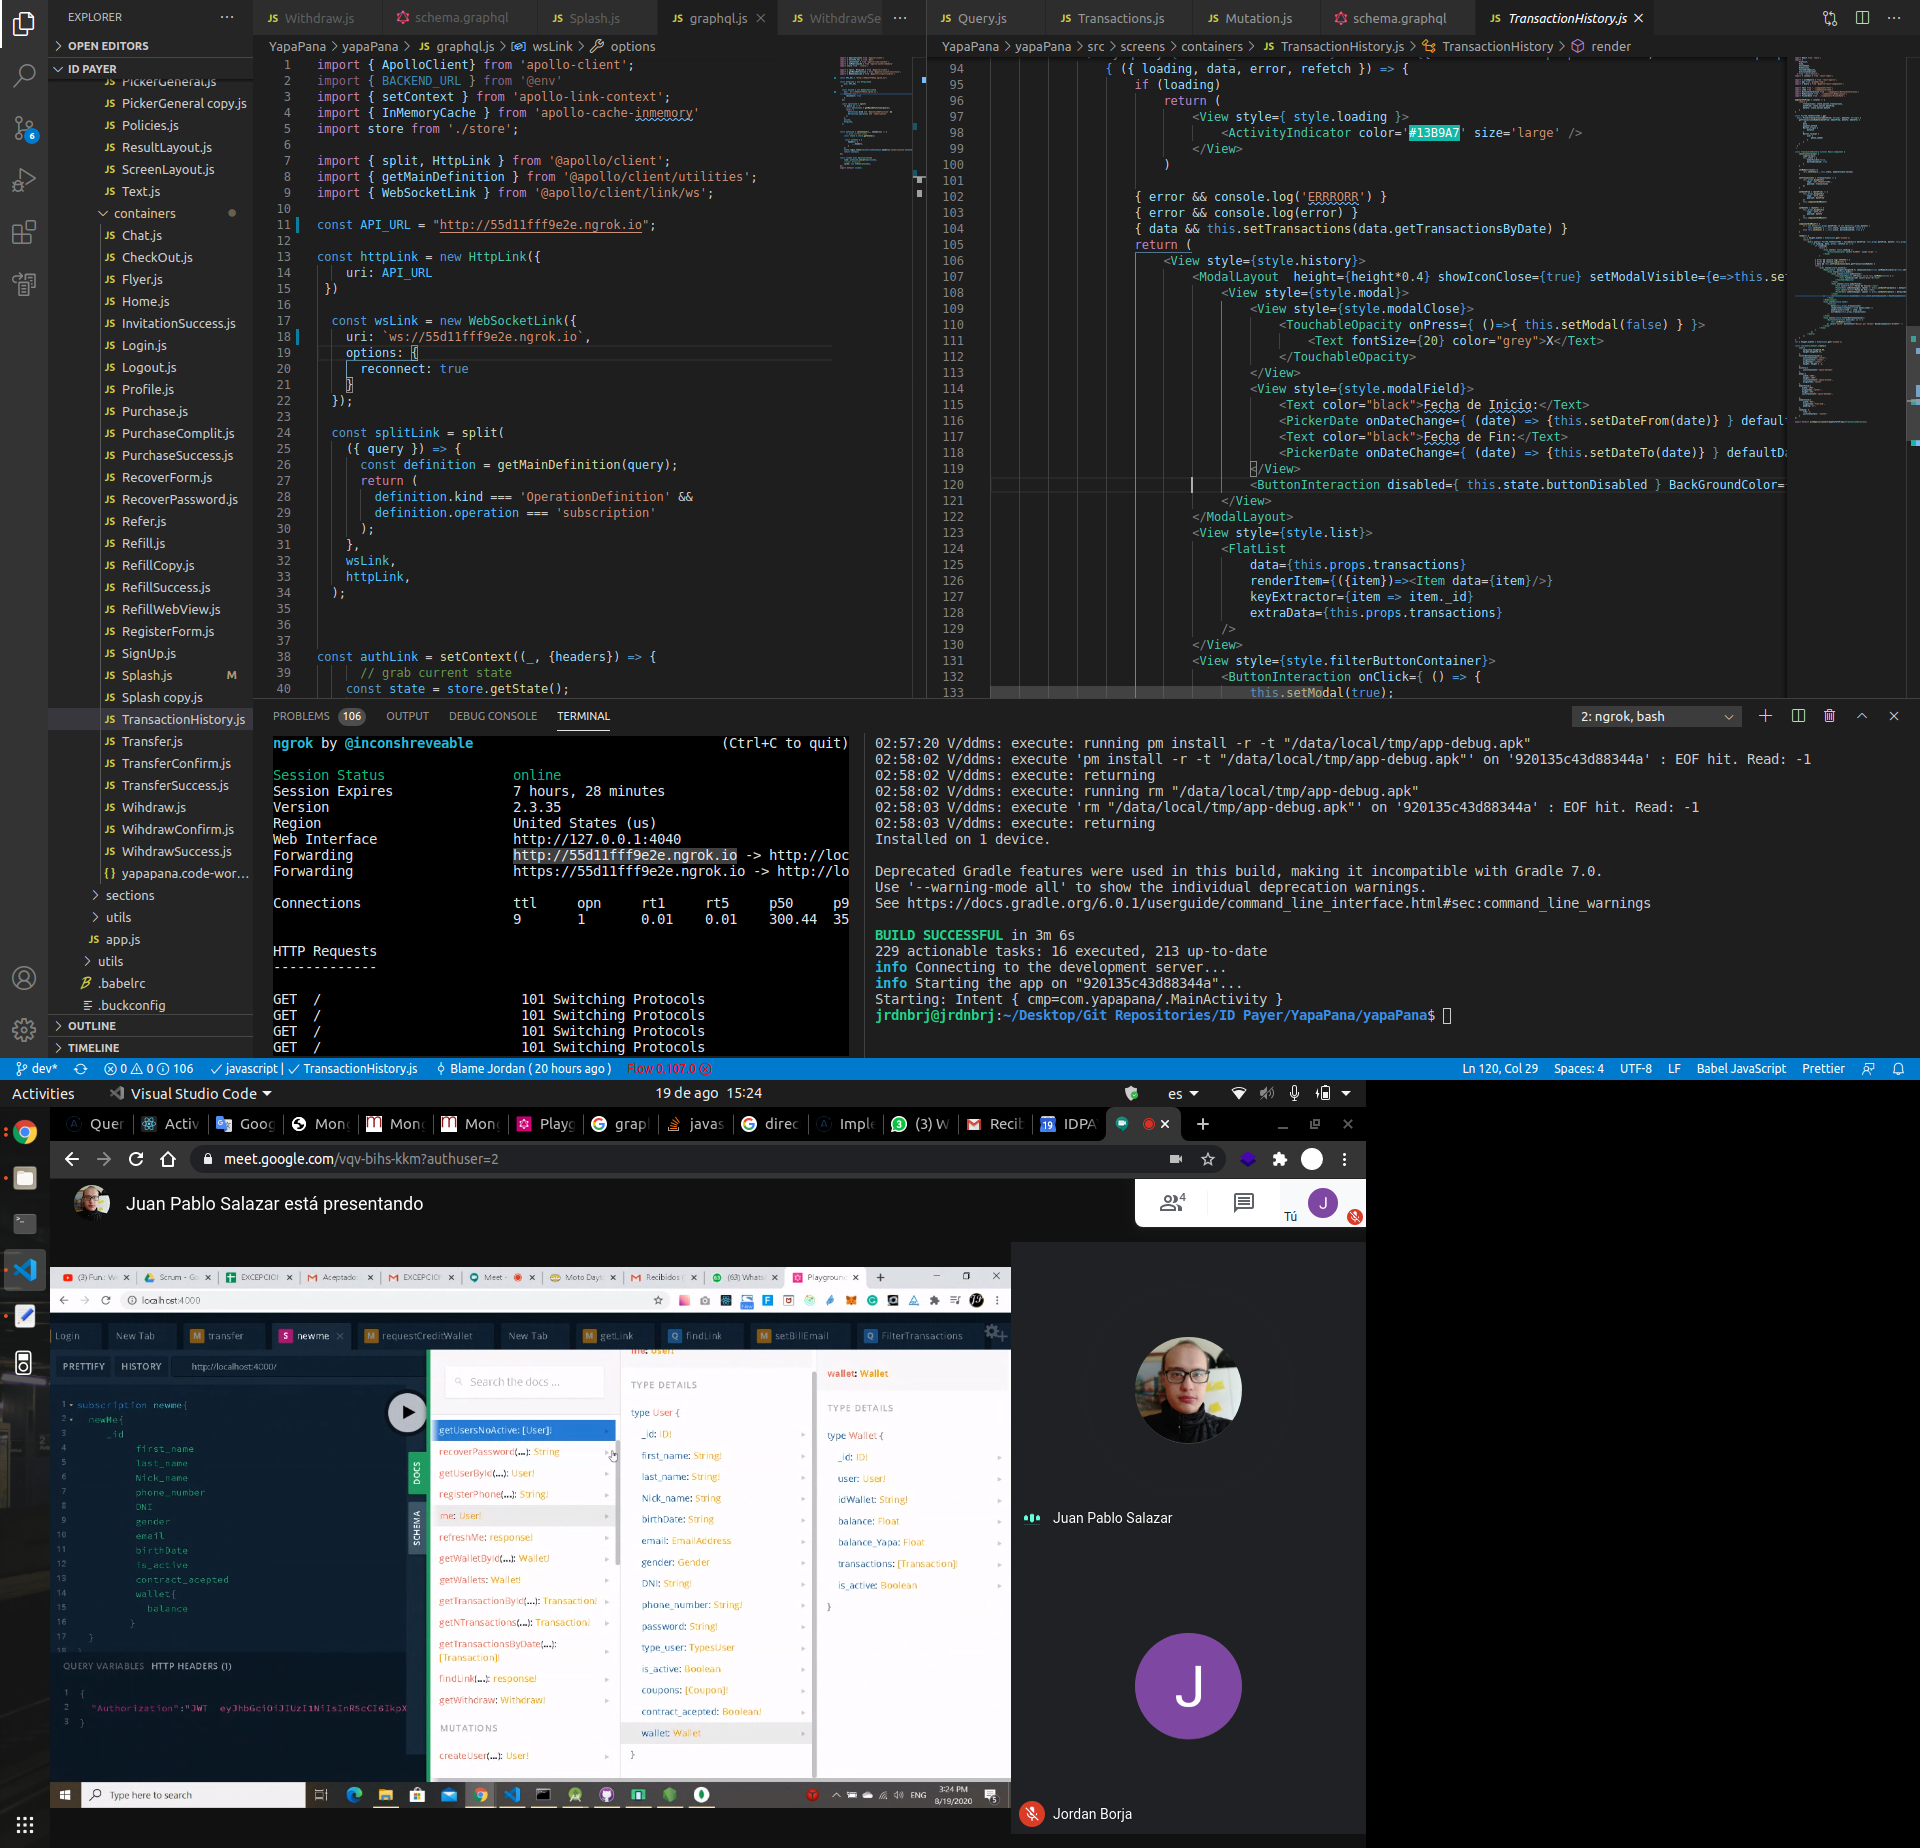 EXPLORER
OPEN EDITORS
ID PAYER
PickerGeneral.js
PickerGeneral copy.js
Policies.js
ResultLayout.js
ScreenLayout.js
Text.js
containers
Chat.js
CheckOut.js
Flyer.js
Home.js
InvitationSuccess.js
Login.js
Logout.js
Profile.js
Purchase.js
PurchaseComplit.js
PurchaseSuccess.js
RecoverForm.js
RecoverPassword.js
Refer.js
Refill.js
RefillCopy.js
RefillSuccess.js
RefillWebView.js
RegisterForm.js
SignUp.js
Splash.js M
Splash copy.js
TransactionHistory.js
Transfer.js
TransferConfirm.js
TransferSuccess.js
Wihdraw.js
WihdrawConfirm.js
WihdrawSuccess.js
yapapana.code-wor...
sections
utils
app.js
utils
.babelrc
.buckconfig
OUTLINE
TIMELINE
Withdraw.js schema.graphql Splash.js graphql.js WithdrawSe
YapaPana > yapaPana > graphql.js > wsLink > options
1 import { ApolloClient} from 'apollo-client';
2 import { BACKEND_URL } from '@env'
3 import { setContext } from 'apollo-link-context';
4 import { InMemoryCache } from 'apollo-cache-inmemory'
5 import store from './store';
6
7 import { split, HttpLink } from '@apollo/client';
8 import { getMainDefinition } from '@apollo/client/utilities';
9 import { WebSocketLink } from '@apollo/client/link/ws';
10
11 const API_URL = "http://55d11fff9e2e.ngrok.io";
12
13 const httpLink = new HttpLink({
14 uri: API_URL
15 })
16
17 const wsLink = new WebSocketLink({
18 uri: `ws://55d11fff9e2e.ngrok.io`,
19 options: {
20 reconnect: true
21 }
22 });
23
24 const splitLink = split(
25 ({ query }) => {
26 const definition = getMainDefinition(query);
27 return (
28 definition.kind === 'OperationDefinition' &&
29 definition.operation === 'subscription'
30 );
31 },
32 wsLink,
33 httpLink,
34 );
35
36
37
38 const authLink = setContext((_, {headers}) => {
39 // grab current state
40 const state = store.getState();
Query.js Transactions.js Mutation.js schema.graphql TransactionHistory.js
YapaPana > yapaPana > src > screens > containers > TransactionHistory.js > TransactionHistory > render
94 { ({ loading, data, error, refetch }) => {
95 if (loading)
96 return (
97 <View style={ style.loading }>
98 <ActivityIndicator color='#13B9A7' size='large' />
99 </View>
100 )
101
102 { error && console.log('ERRRORR') }
103 { error && console.log(error) }
104 { data && this.setTransactions(data.getTransactionsByDate) }
105 return (
106 <View style={style.history}>
107 <ModalLayout height={height*0.4} showIconClose={true} setModalVisible={e=>this.se
108 <View style={style.modal}>
109 <View style={style.modalClose}>
110 <TouchableOpacity onPress={ ()=>{ this.setModal(false) } }>
111 <Text fontSize={20} color="grey">X</Text>
112 </TouchableOpacity>
113 </View>
114 <View style={style.modalField}>
115 <Text color="black">Fecha de Inicio:</Text>
116 <PickerDate onDateChange={ (date) => {this.setDateFrom(date)} } defaul
117 <Text color="black">Fecha de Fin:</Text>
118 <PickerDate onDateChange={ (date) => {this.setDateTo(date)} } defaultDa
119 </View>
120 <ButtonInteraction disabled={ this.state.buttonDisabled } BackGroundColor=
121 </View>
122 </ModalLayout>
123 <View style={style.list}>
124 <FlatList
125 data={this.props.transactions}
126 renderItem={({item})=><Item data={item}/>}
127 keyExtractor={item => item._id}
128 extraData={this.props.transactions}
129 />
130 </View>
131 <View style={style.filterButtonContainer}>
132 <ButtonInteraction onClick={ () => {
133 this.setModal(true);
PROBLEMS 106 OUTPUT DEBUG CONSOLE TERMINAL 2: ngrok, bash
ngrok by @inconshreveable (Ctrl+C to quit)
Session Status online
Session Expires 7 hours, 28 minutes
Version 2.3.35
Region United States (us)
Web Interface http://127.0.0.1:4040
Forwarding http://55d11fff9e2e.ngrok.io -> http://loc
Forwarding https://55d11fff9e2e.ngrok.io -> http://lo
Connections ttl opn rt1 rt5 p50 p9
9 1 0.01 0.01 300.44 35
HTTP Requests
-------------
GET / 101 Switching Protocols
GET / 101 Switching Protocols
GET / 101 Switching Protocols
GET / 101 Switching Protocols
02:57:20 V/ddms: execute: running pm install -r -t "/data/local/tmp/app-debug.apk"
02:58:02 V/ddms: execute 'pm install -r -t "/data/local/tmp/app-debug.apk"' on '920135c43d88344a' : EOF hit. Read: -1
02:58:02 V/ddms: execute: returning
02:58:02 V/ddms: execute: running rm "/data/local/tmp/app-debug.apk"
02:58:03 V/ddms: execute 'rm "/data/local/tmp/app-debug.apk"' on '920135c43d88344a' : EOF hit. Read: -1
02:58:03 V/ddms: execute: returning
Installed on 1 device.
Deprecated Gradle features were used in this build, making it incompatible with Gradle 7.0.
Use '--warning-mode all' to show the individual deprecation warnings.
See https://docs.gradle.org/6.0.1/userguide/command_line_interface.html#sec:command_line_warnings
BUILD SUCCESSFUL in 3m 6s
229 actionable tasks: 16 executed, 213 up-to-date
info Connecting to the development server...
info Starting the app on "920135c43d88344a"...
Starting: Intent { cmp=com.yapapana/.MainActivity }
jrdnbrj@jrdnbrj:~/Desktop/Git Repositories/ID Payer/YapaPana/yapaPana$
dev* 0 0 106 javascript | TransactionHistory.js Blame Jordan ( 20 hours ago ) Flow 0.107.0 Ln 120, Col 29 Spaces: 4 UTF-8 LF Babel JavaScript Prettier
Activities Visual Studio Code 19 de ago 15:24 es
Quer Activ Goog Mon Mon Mon Playg grap javas direc Imple (3) W Recib IDPA
meet.google.com/vqv-bihs-kkm?authuser=2
Juan Pablo Salazar está presentando
4 Tú J
(3) Fun: W Scrum - Go EXCEPCIO Aceptado EXCEPCIO Meet - Moto Dayt Recibidos (63) Whats Playground
localhost:4000
Login New Tab transfer newme requestCreditWallet New Tab getLink findLink setBillEmail FilterTransactions
PRETTIFY HISTORY http://localhost:4000/
1 subscription newme{
2 newMe{
3 _id
4 first_name
5 last_name
6 Nick_name
7 phone_number
8 DNI
9 gender
10 email
11 birthDate
12 is_active
13 contract_acepted
14 wallet{
15 balance
16 }
17 }
18
QUERY VARIABLES HTTP HEADERS (1)
1 {
2 "Authorization":"JWT eyJhbGciOiJIUzI1NiIsInR5cCI6IkpX
3 }
DOCS
SCHEMA
Search the docs ...
getUsersNoActive: [User]!
recoverPassword(...): String
getUserById(...): User!
registerPhone(...): String!
me: User!
refreshMe: response!
getWalletById(...): Wallet!
getWallets: Wallet!
getTransactionById(...): Transaction!
getNTransactions(...): Transaction!
getTransactionsByDate(...):
[Transaction]!
findLink(...): response!
getWithdraw: Withdraw!
MUTATIONS
createUser(...): User!
me: User!
TYPE DETAILS
type User {
_id: ID!
first_name: String!
last_name: String!
Nick_name: String
birthDate: String
email: EmailAddress
gender: Gender
DNI: String!
phone_number: String!
password: String!
type_user: TypesUser
is_active: Boolean
coupons: [Coupon]!
contract_acepted: Boolean!
wallet: Wallet
}
wallet: Wallet
TYPE DETAILS
type Wallet {
_id: ID!
user: User!
idWallet: String!
balance: Float
balance_Yapa: Float
transactions: [Transaction]!
is_active: Boolean
}
Type here to search
ENG 3:24 PM
8/19/2020
Juan Pablo Salazar
J
Jordan Borja